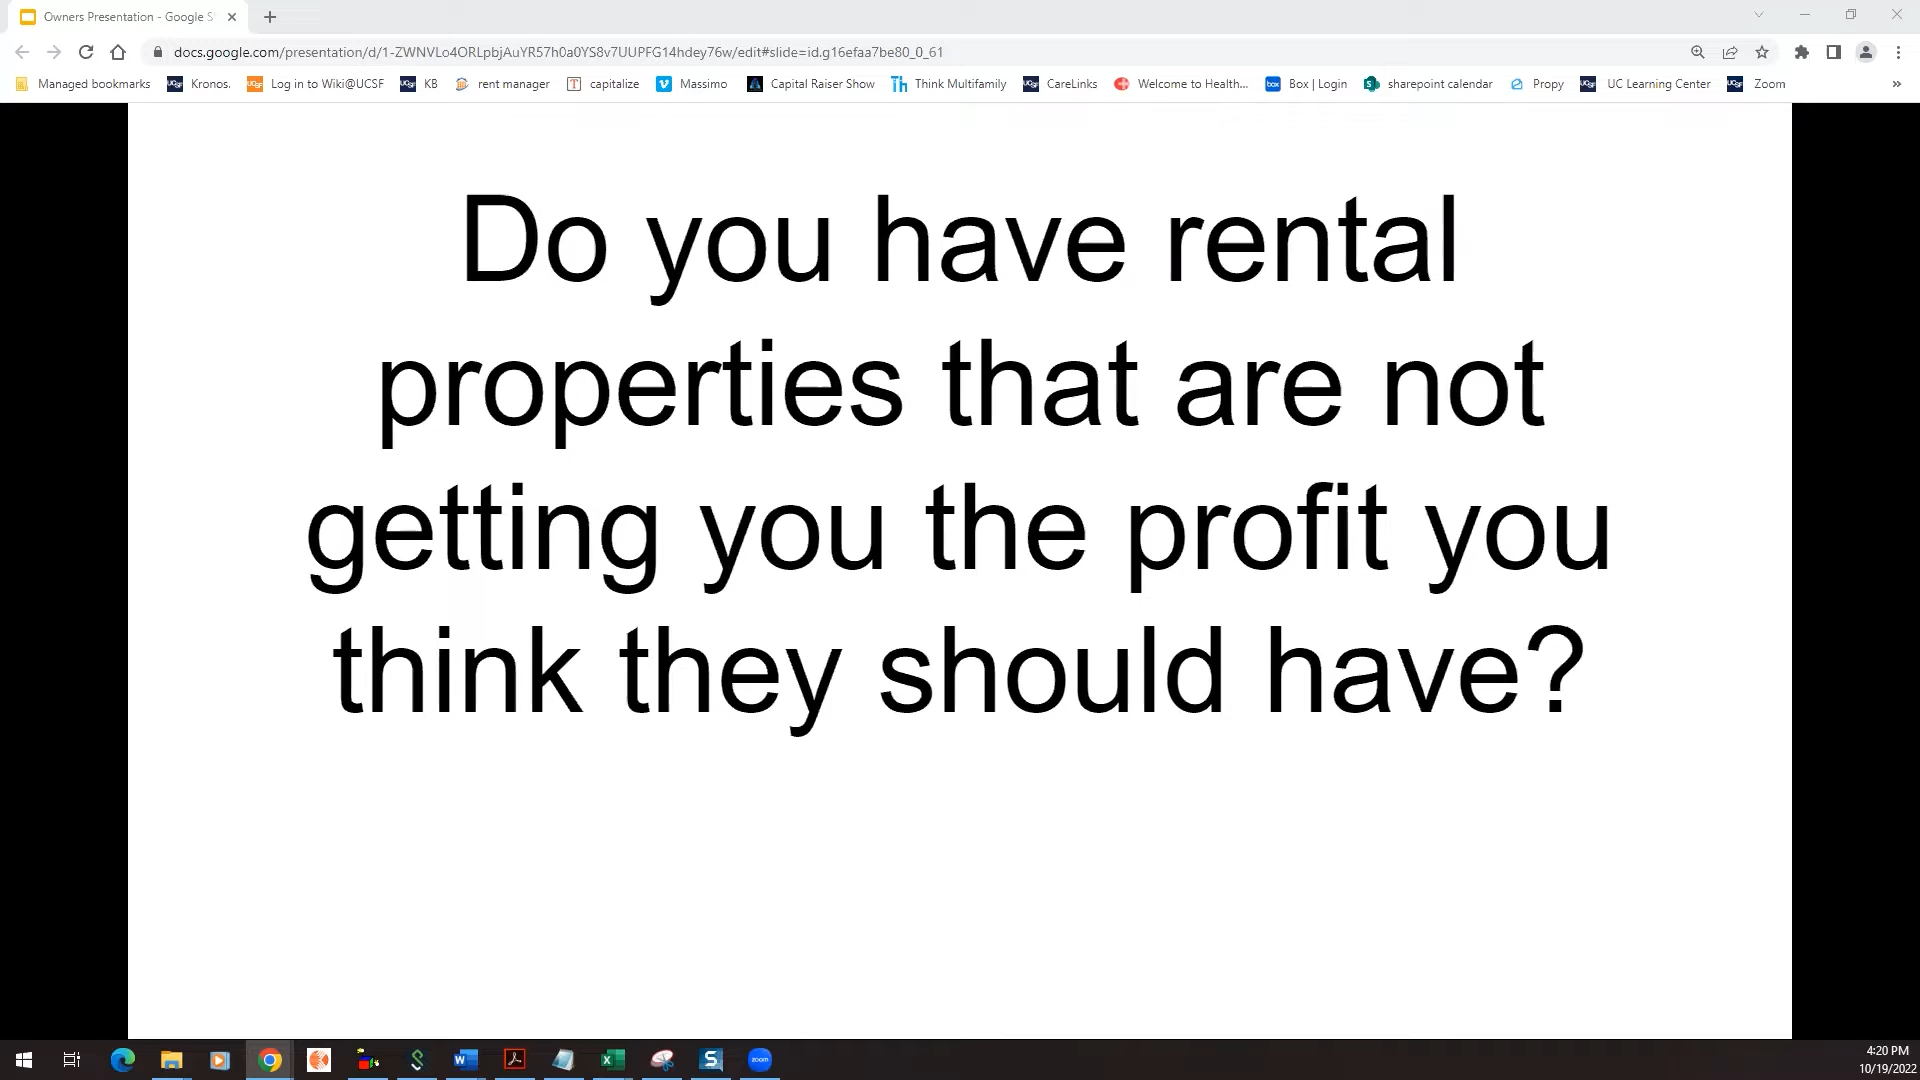 Owners Presentation - Google S
docs.google.com/presentation/d/1-ZWNVLo4ORLpbjAuYR57h0a0YS8v7UUPFG14hdey76w/edit#slide=id.g16efaa7be80_0_61
Managed bookmarks Kronos. Log in to Wiki@UCSF KB rent manager capitalize Massimo Capital Raiser Show Think Multifamily CareLinks Welcome to Health... Box | Login sharepoint calendar Propy UC Learning Center Zoom »
Do you have rental
properties that are not
getting you the profit you
think they should have?
zoom
4:20 PM
10/19/2022